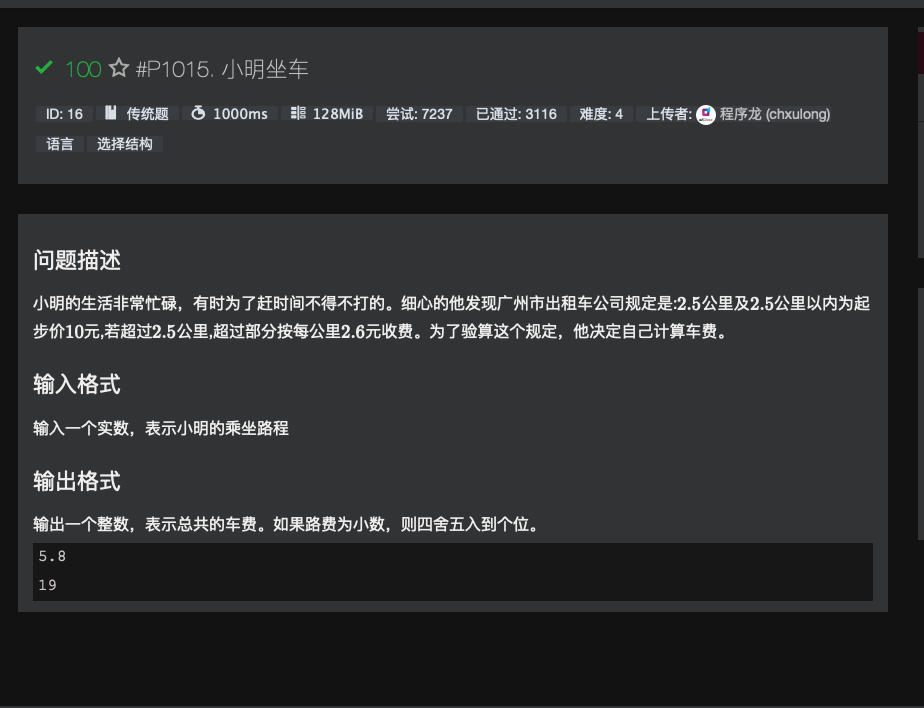 100 #P1015. 小明坐车
ID: 16 传统题 1000ms 128MiB 尝试: 7237 已通过: 3116 难度: 4 上传者: 程序龙 (chxulong)
语言 选择结构
问题描述
小明的生活非常忙碌，有时为了赶时间不得不打的。细心的他发现广州市出租车公司规定是:2.5公里及2.5公里以内为起
步价10元,若超过2.5公里,超过部分按每公里2.6元收费。为了验算这个规定，他决定自己计算车费。
输入格式
输入一个实数，表示小明的乘坐路程
输出格式
输出一个整数，表示总共的车费。如果路费为小数，则四舍五入到个位。
5.8
19